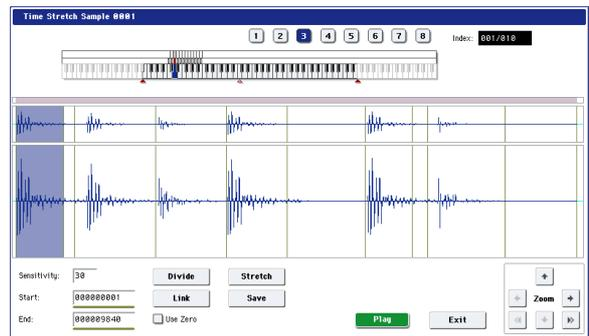 Time Stretch Sample 0001
1 2 3 4 5 6 7 8 Index: 001/010
Sensitivity: 30 Divide Stretch
Start: 000000001 Link Save Zoom
End: 000009840 Use Zero Play Exit